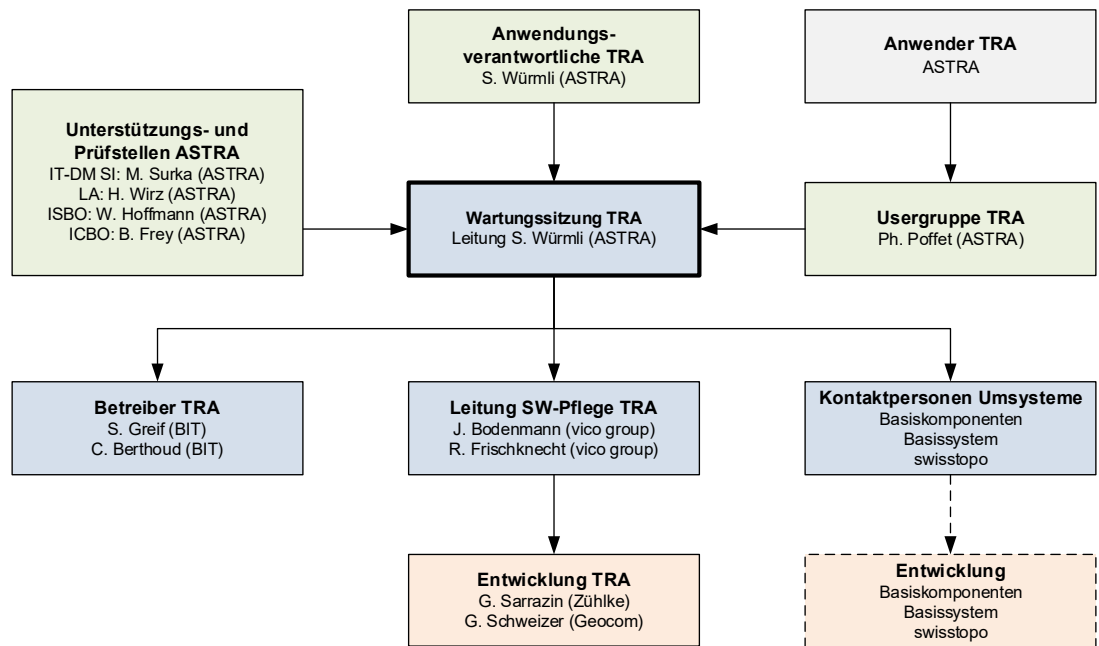 Anwendungs-
verantwortliche TRA
S. Würmli (ASTRA)
Anwender TRA
ASTRA
Unterstützungs- und
Prüfstellen ASTRA
IT-DM SI: M. Surka (ASTRA)
LA: H. Wirz (ASTRA)
ISBO: W. Hoffmann (ASTRA)
ICBO: B. Frey (ASTRA)
Wartungssitzung TRA
Leitung S. Würmli (ASTRA)
Usergruppe TRA
Ph. Poffet (ASTRA)
Betreiber TRA
S. Greif (BIT)
C. Berthoud (BIT)
Leitung SW-Pflege TRA
J. Bodenmann (vico group)
R. Frischknecht (vico group)
Kontaktpersonen Umsysteme
Basiskomponenten
Basissystem
swisstopo
Entwicklung TRA
G. Sarrazin (Zühlke)
G. Schweizer (Geocom)
Entwicklung
Basiskomponenten
Basissystem
swisstopo